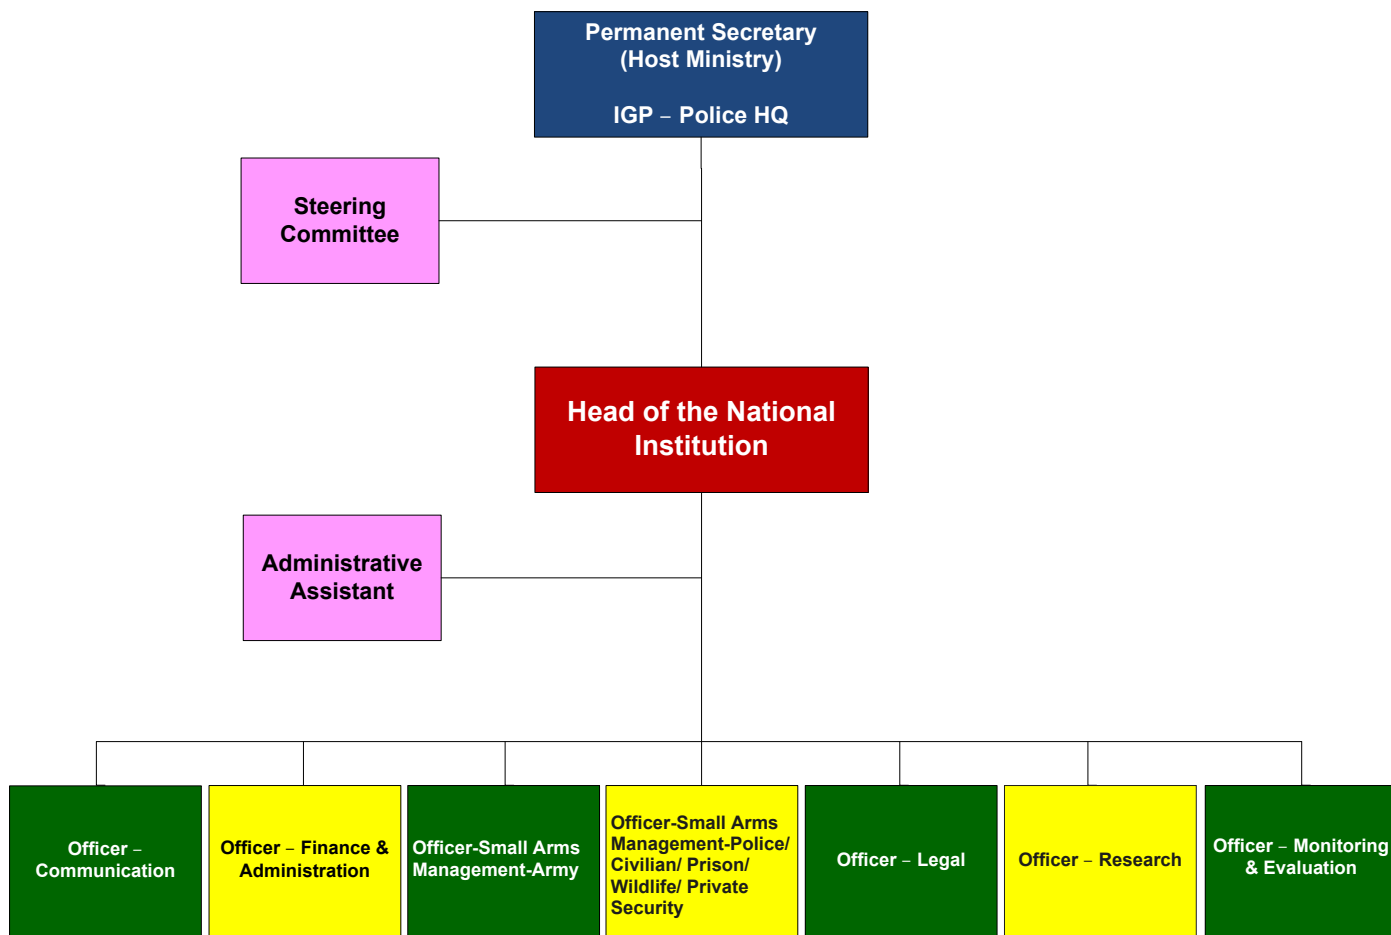 Permanent Secretary
(Host Ministry)
IGP – Police HQ
Steering
Committee
Head of the National
Institution
Administrative
Assistant
Officer –
Communication
Officer – Finance &
Administration
Officer-Small Arms
Management-Army
Officer-Small Arms
Management-Police/
Civilian/ Prison/
Wildlife/ Private
Security
Officer – Legal
Officer – Research
Officer – Monitoring
& Evaluation